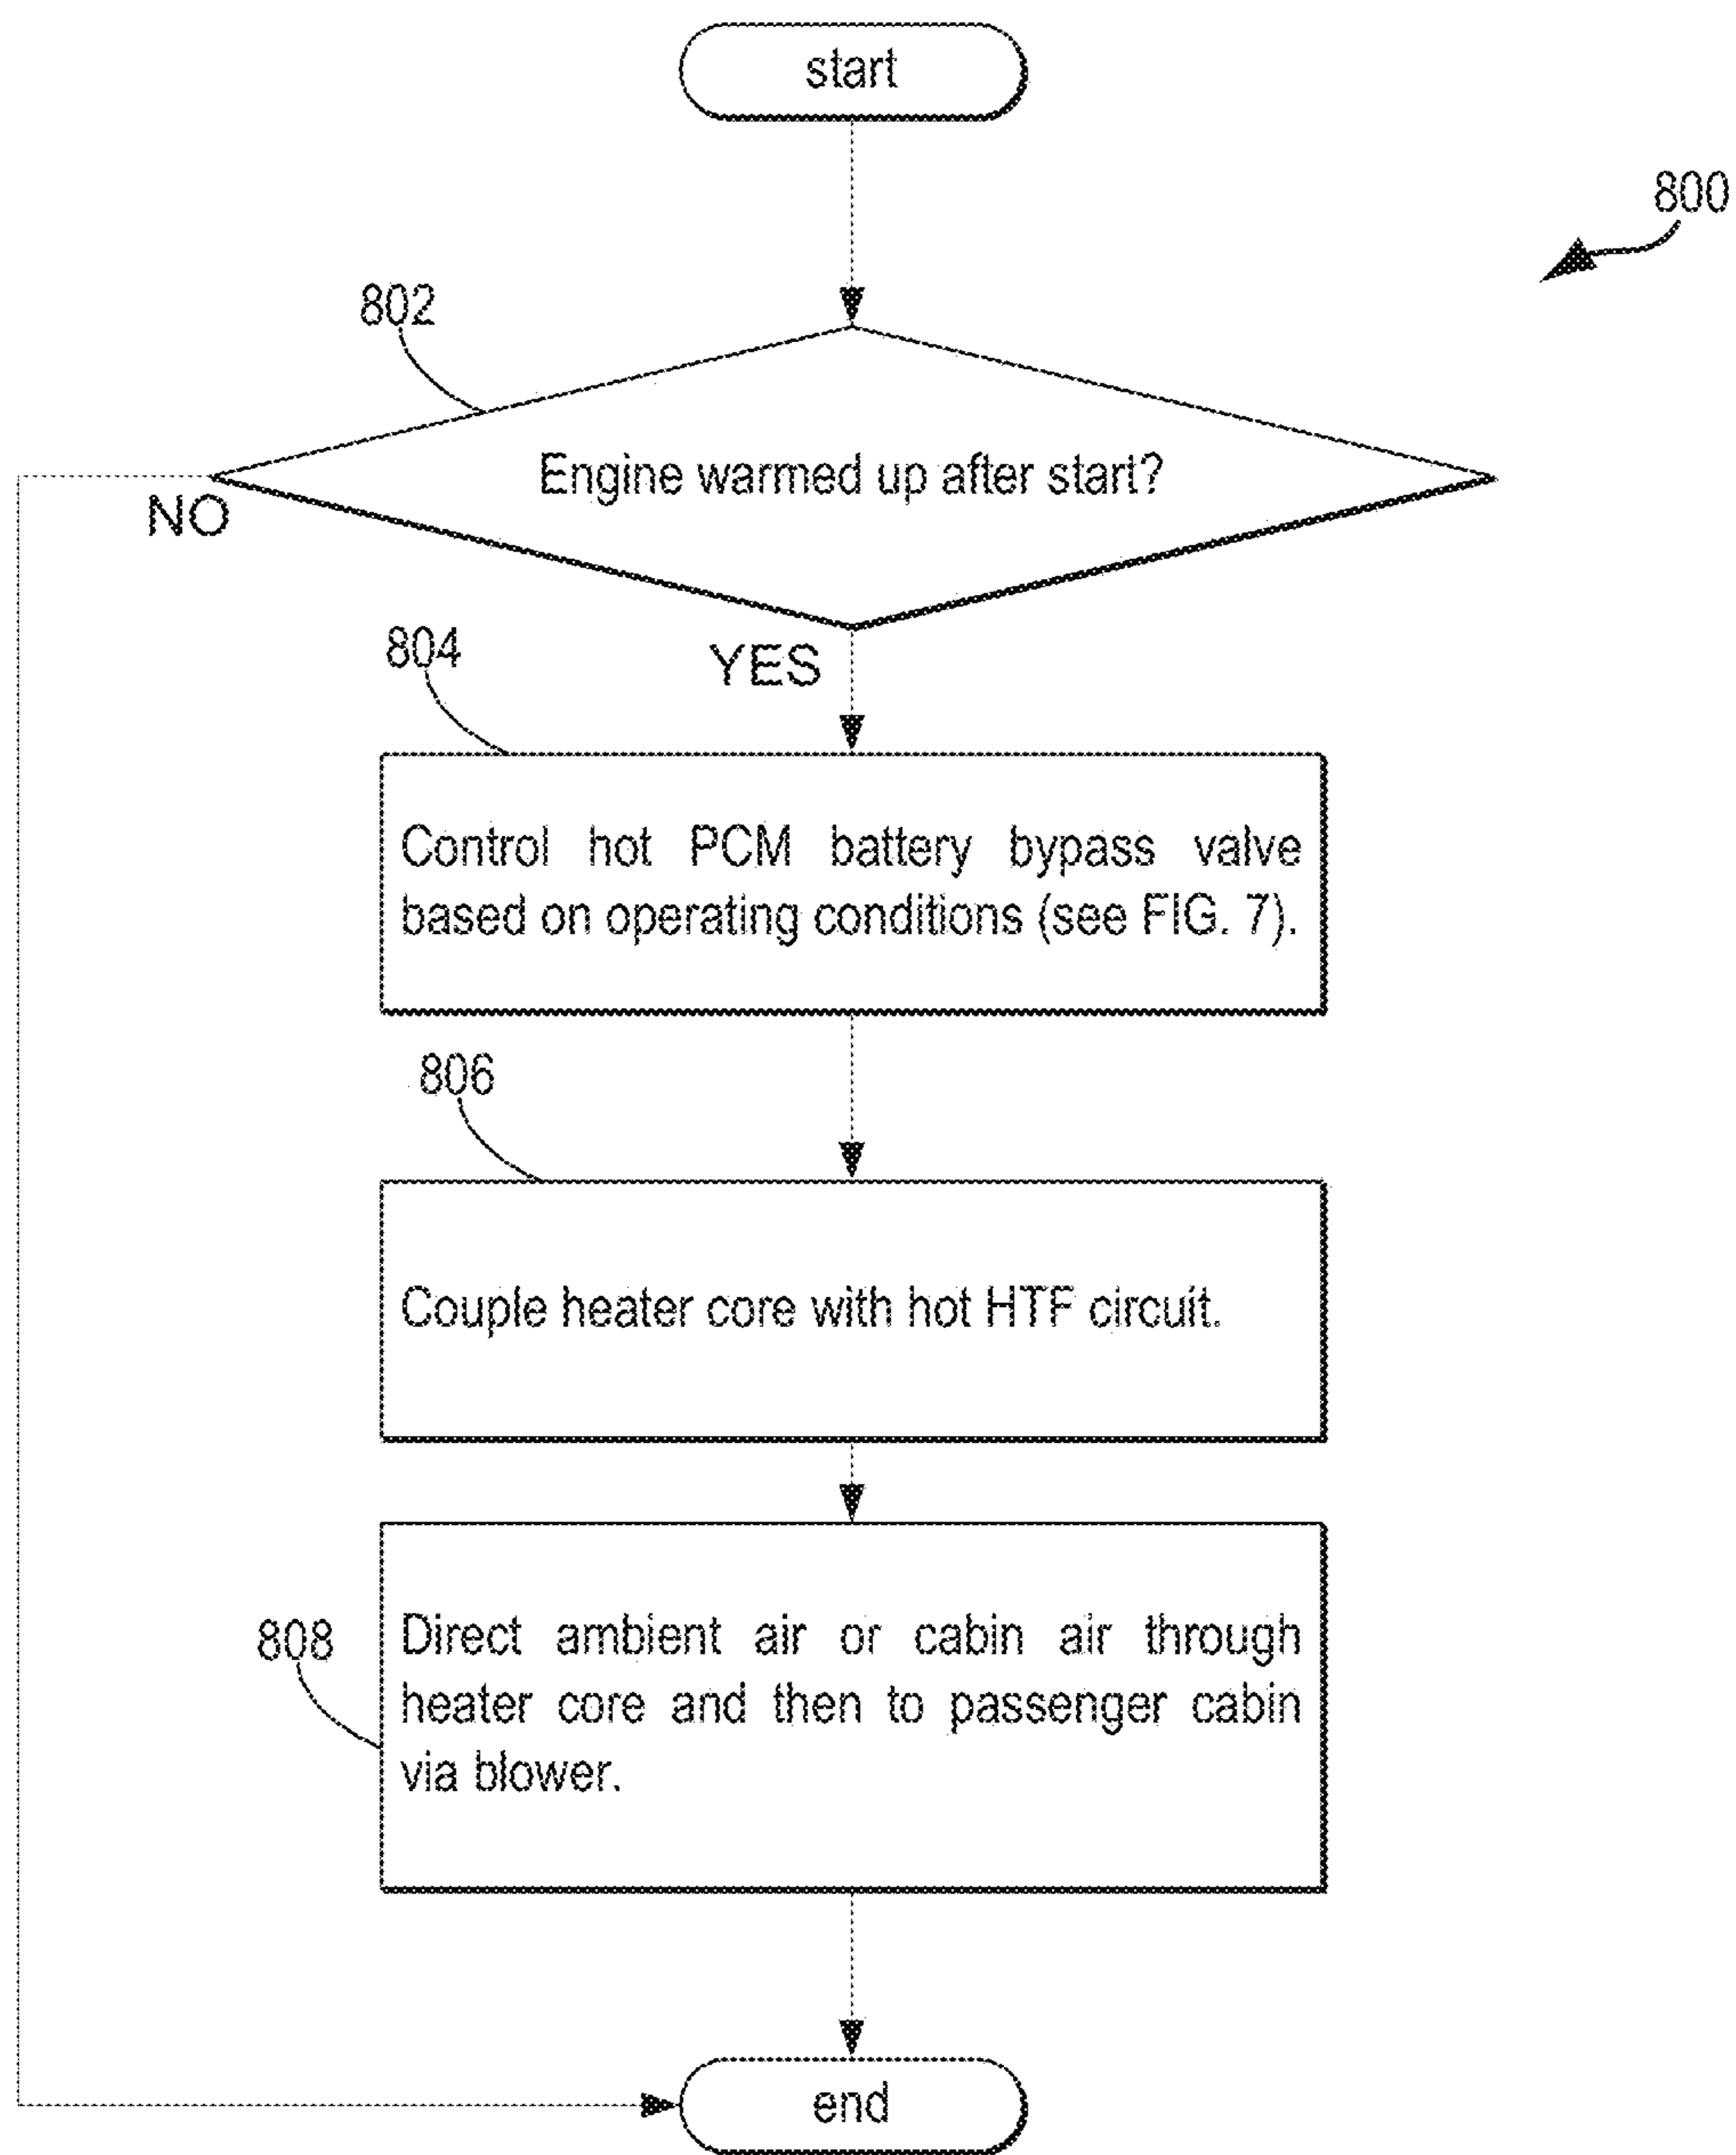 start
800
802
Engine warmed up after start?
NO
YES
804
Control hot PCM battery bypass valve
based on operating conditions (see FIG. 7).
806
Couple heater core with hot HTF circuit.
808
Direct ambient air or cabin air through
heater core and then to passenger cabin
via blower.
end